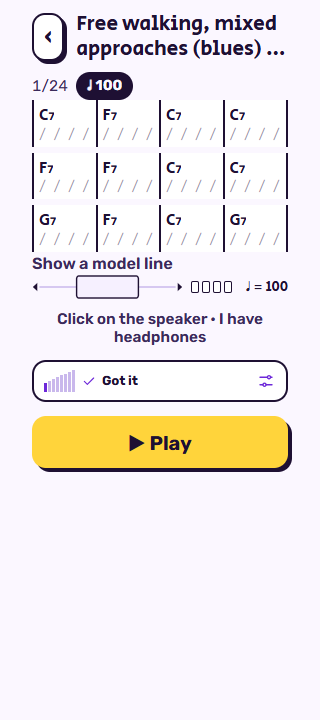 Free walking, mixed
approaches (blues) ...
1/24 ♩100
C7 F7 C7 C7
/ / / / / / / / / / / / / / / /
F7 F7 C7 C7
/ / / / / / / / / / / / / / / /
G7 F7 C7 G7
/ / / / / / / / / / / / / / / /
Show a model line
♩ = 100
Click on the speaker • I have
headphones
Got it
Play